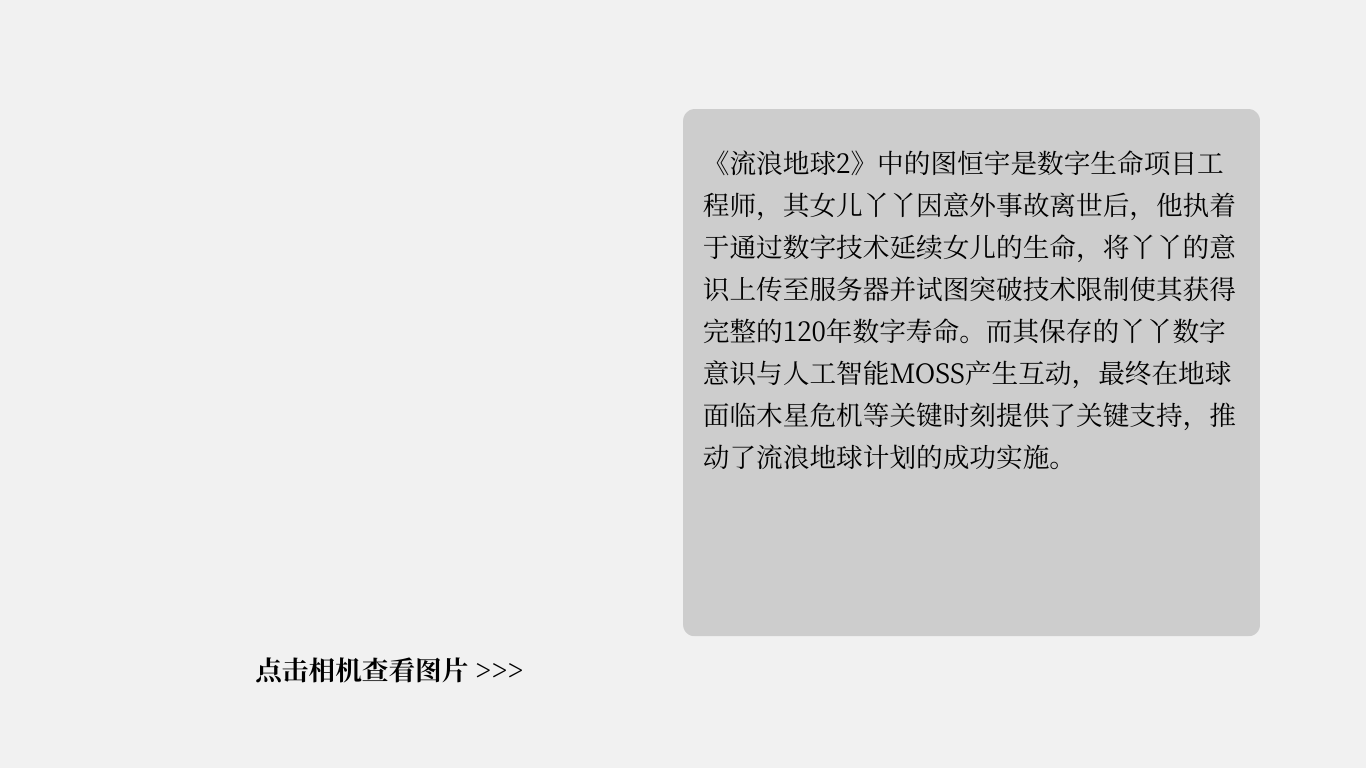 《流浪地球2》中的图恒宇是数字生命项目工
程师，其女儿丫丫因意外事故离世后，他执着
于通过数字技术延续女儿的生命，将丫丫的意
识上传至服务器并试图突破技术限制使其获得
完整的120年数字寿命。而其保存的丫丫数字
意识与人工智能MOSS产生互动，最终在地球
面临木星危机等关键时刻提供了关键支持，推
动了流浪地球计划的成功实施。
点击相机查看图片 >>>